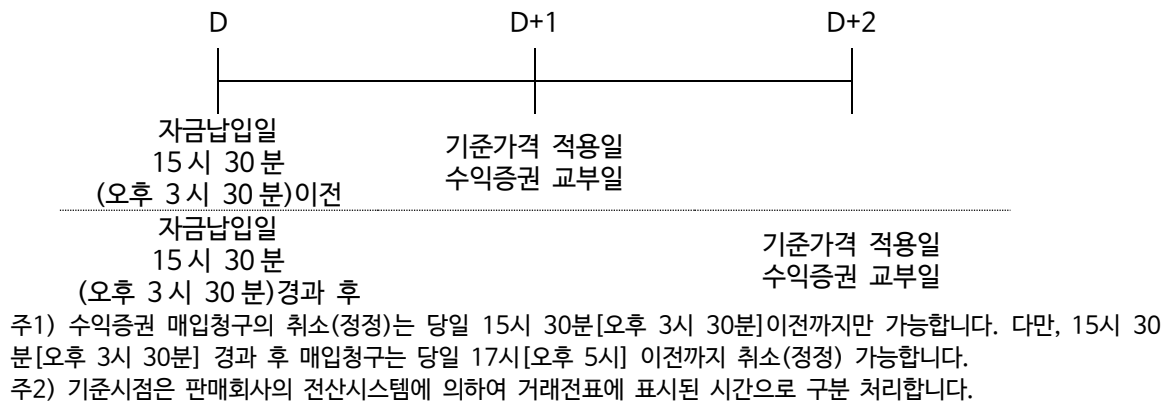 D D+1 D+2
자금납입일
15시 30분
(오후 3시 30분)이전
기준가격 적용일
수익증권 교부일
자금납입일
15시 30분
(오후 3시 30분)경과 후
기준가격 적용일
수익증권 교부일
주1) 수익증권 매입청구의 취소(정정)는 당일 15시 30분[오후 3시 30분]이전까지만 가능합니다. 다만, 15시 30
분[오후 3시 30분] 경과 후 매입청구는 당일 17시[오후 5시] 이전까지 취소(정정) 가능합니다.
주2) 기준시점은 판매회사의 전산시스템에 의하여 거래전표에 표시된 시간으로 구분 처리합니다.